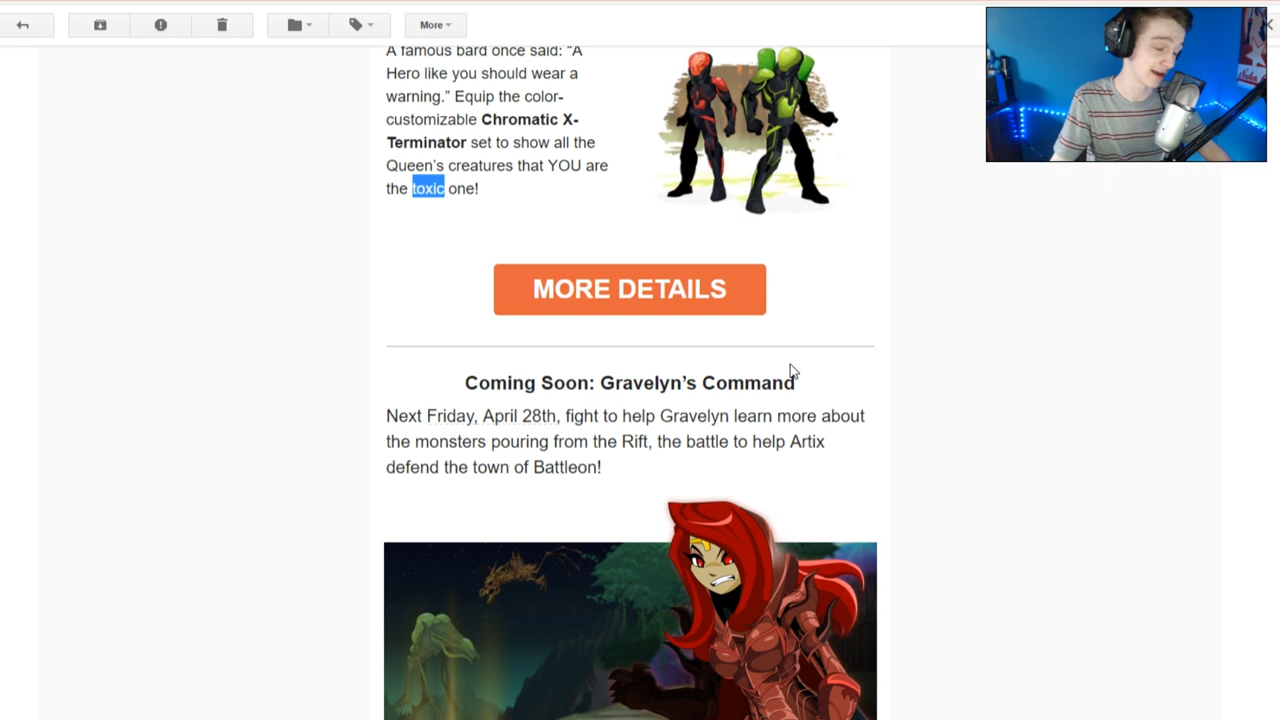 More
A famous bard once said: "A
Hero like you should wear a
warning." Equip the color-
customizable Chromatic X-
Terminator set to show all the
Queen's creatures that YOU are
the toxic one!
MORE DETAILS
Coming Soon: Gravelyn's Command
Next Friday, April 28th, fight to help Gravelyn learn more about
the monsters pouring from the Rift, the battle to help Artix
defend the town of Battleon!